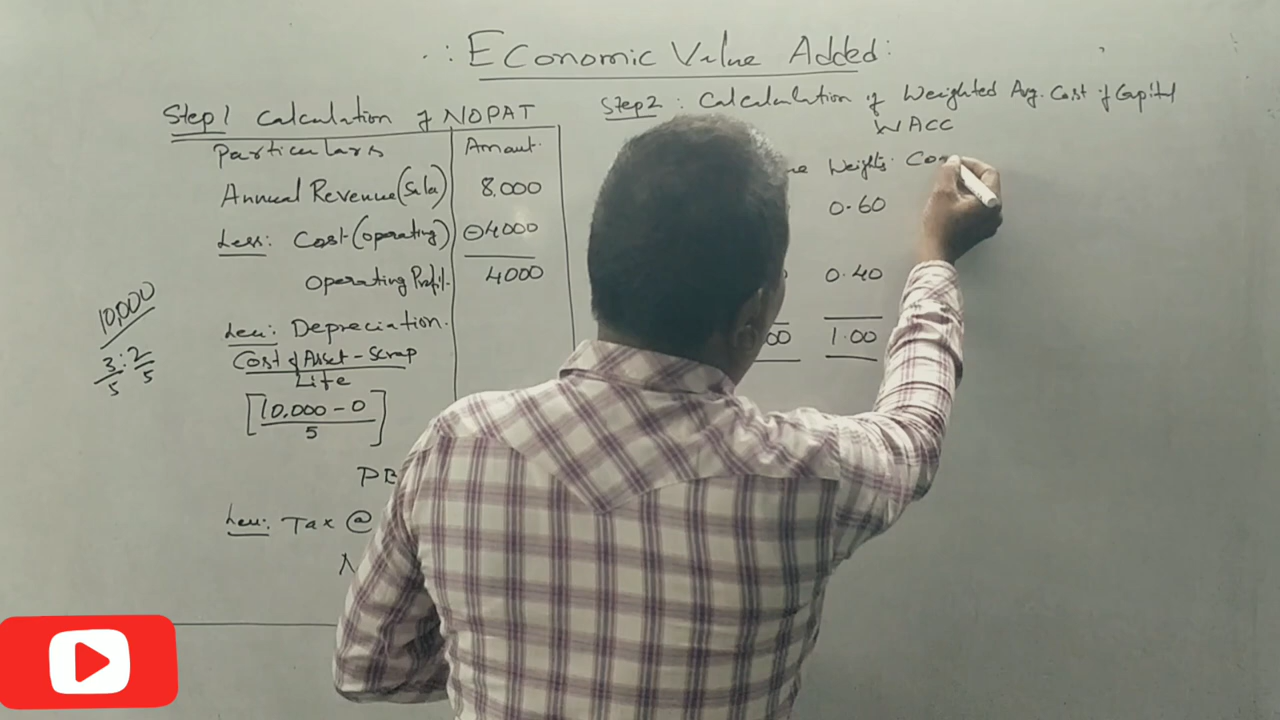 : Economic Value Added:
Step 1 Calculation of NOPAT
Particulars Amount.
Annual Revenue (Sales) 8,000
Less: Cost (operating) ⊖4000
Operating Profit. 4000
Less: Depreciation.
Cost of Asset - Scrap
Life
[10,000 - 0
5]
PB
Less: Tax @
N
10,000
3 : 2
5 5
Step 2 : Calculation of Weighted Avg. Cost of Capital
WACC
Weights. Cos
0.60
0.40
00 1.00